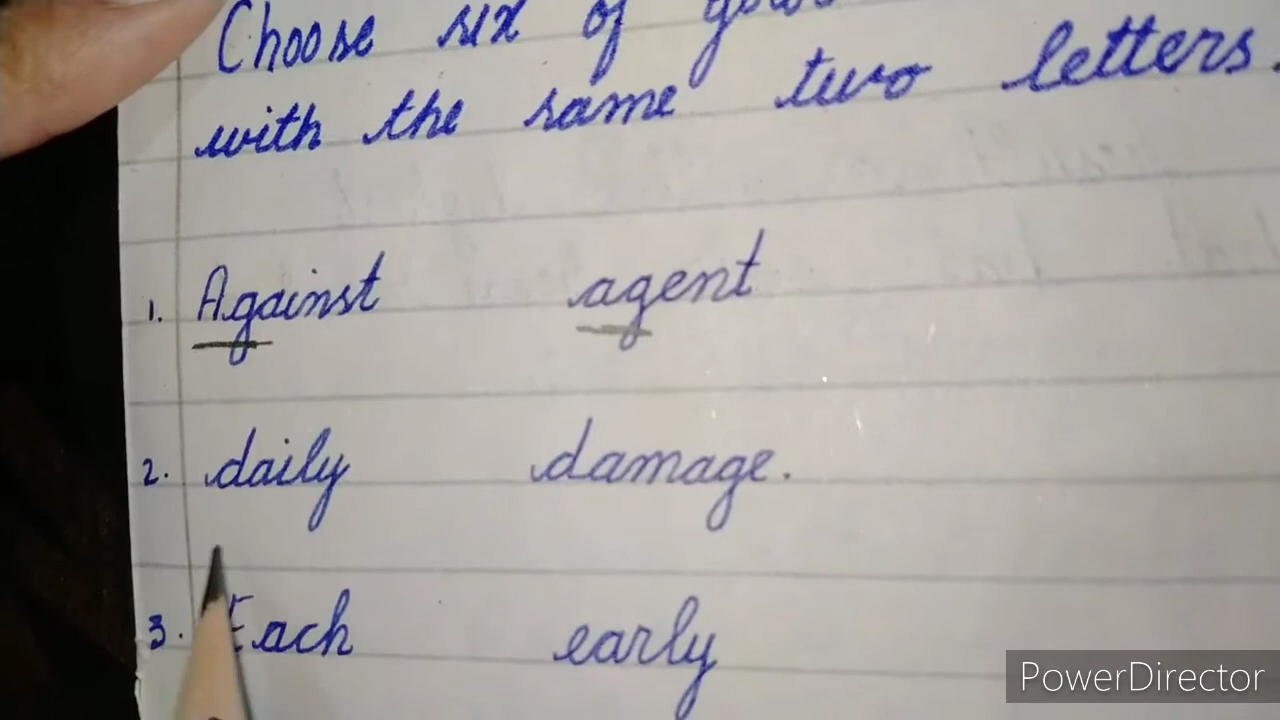 Choose six of
with the same two letters.
1. Against agent
2. daily damage.
3. Each early
PowerDirector